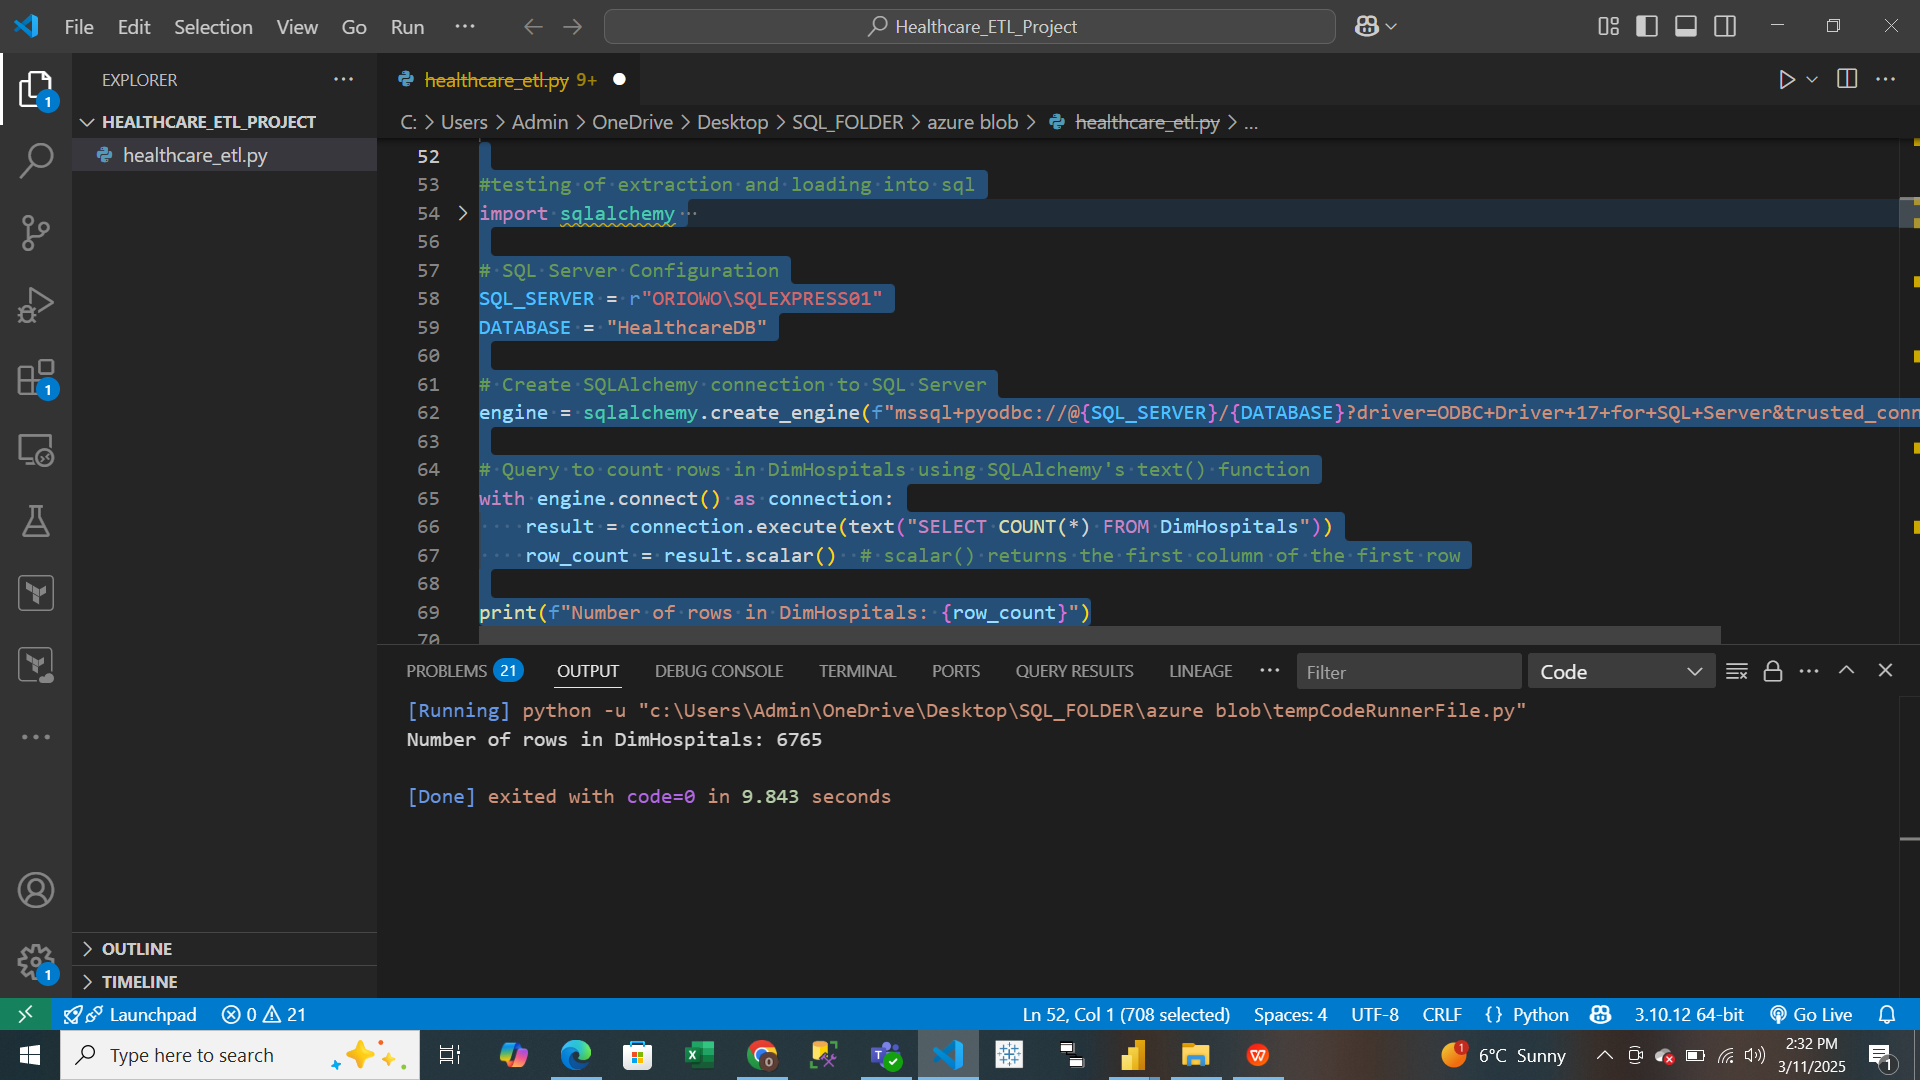 File Edit Selection View Go Run ··· Healthcare_ETL_Project
EXPLORER ···
HEALTHCARE_ETL_PROJECT
healthcare_etl.py
healthcare_etl.py 9+
C: > Users > Admin > OneDrive > Desktop > SQL_FOLDER > azure blob > healthcare_etl.py > ...
52
53 #testing of extraction and loading into sql
54 import sqlalchemy ···
56
57 # SQL Server Configuration
58 SQL_SERVER = r"ORIOWO\SQLEXPRESS01"
59 DATABASE = "HealthcareDB"
60
61 # Create SQLAlchemy connection to SQL Server
62 engine = sqlalchemy.create_engine(f"mssql+pyodbc://@{SQL_SERVER}/{DATABASE}?driver=ODBC+Driver+17+for+SQL+Server&trusted_conn
63
64 # Query to count rows in DimHospitals using SQLAlchemy's text() function
65 with engine.connect() as connection:
66 result = connection.execute(text("SELECT COUNT(*) FROM DimHospitals"))
67 row_count = result.scalar() # scalar() returns the first column of the first row
68
69 print(f"Number of rows in DimHospitals: {row_count}")
70
PROBLEMS 21 OUTPUT DEBUG CONSOLE TERMINAL PORTS QUERY RESULTS LINEAGE ··· Filter Code
[Running] python -u "c:\Users\Admin\OneDrive\Desktop\SQL_FOLDER\azure blob\tempCodeRunnerFile.py"
Number of rows in DimHospitals: 6765
[Done] exited with code=0 in 9.843 seconds
1
1
1
OUTLINE
TIMELINE
Launchpad 0 21 Ln 52, Col 1 (708 selected) Spaces: 4 UTF-8 CRLF {} Python 3.10.12 64-bit Go Live
Type here to search 1 6°C Sunny 2:32 PM
3/11/2025 1